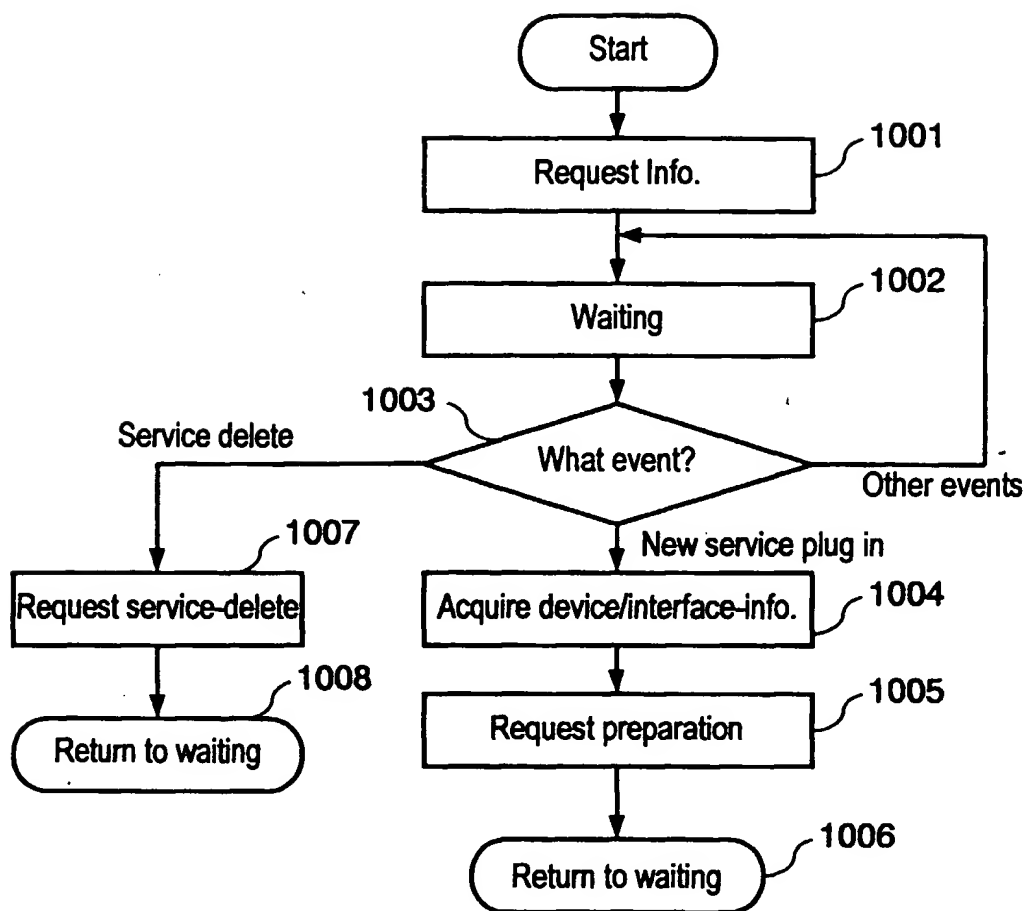 Start
1001
Request Info.
1002
Waiting
1003
Service delete
What event?
Other events
1007
New service plug in
Request service-delete
Acquire device/interface-info.
1004
1008
1005
Return to waiting
Request preparation
1006
Return to waiting